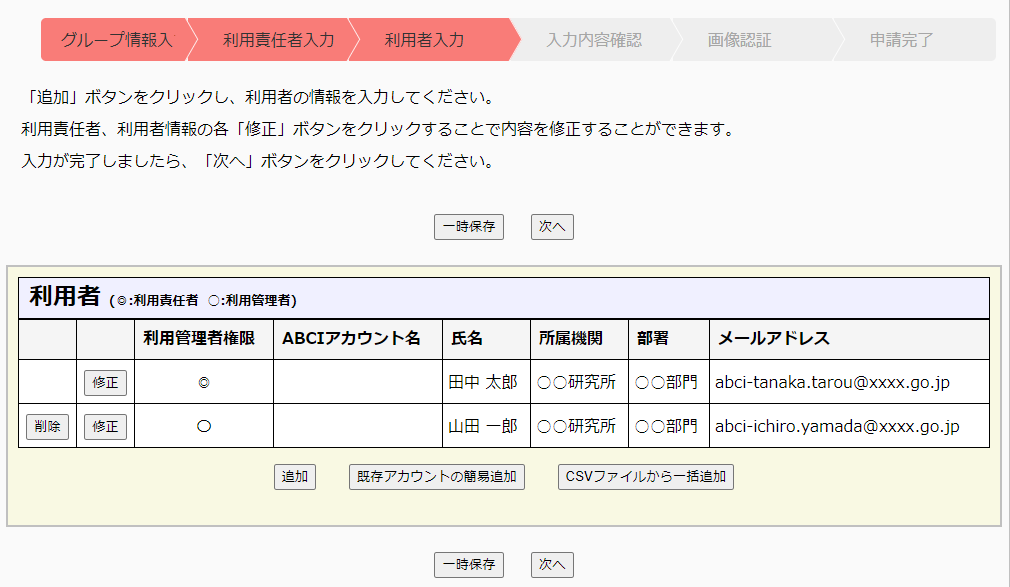 グループ情報入 利用責任者入力 利用者入力 入力内容確認 画像認証 申請完了
「追加」ボタンをクリックし、利用者の情報を入力してください。
利用責任者、利用者情報の各「修正」ボタンをクリックすることで内容を修正することができます。
入力が完了しましたら、「次へ」ボタンをクリックしてください。
一時保存 次へ
利用者 (◎:利用責任者 ○:利用管理者)
利用管理者権限 ABCIアカウント名 氏名 所属機関 部署 メールアドレス
修正 ◎ 田中 太郎 ○○研究所 ○○部門 abci-tanaka.tarou@xxxx.go.jp
削除 修正 ○ 山田 一郎 ○○研究所 ○○部門 abci-ichiro.yamada@xxxx.go.jp
追加 既存アカウントの簡易追加 CSVファイルから一括追加
一時保存 次へ